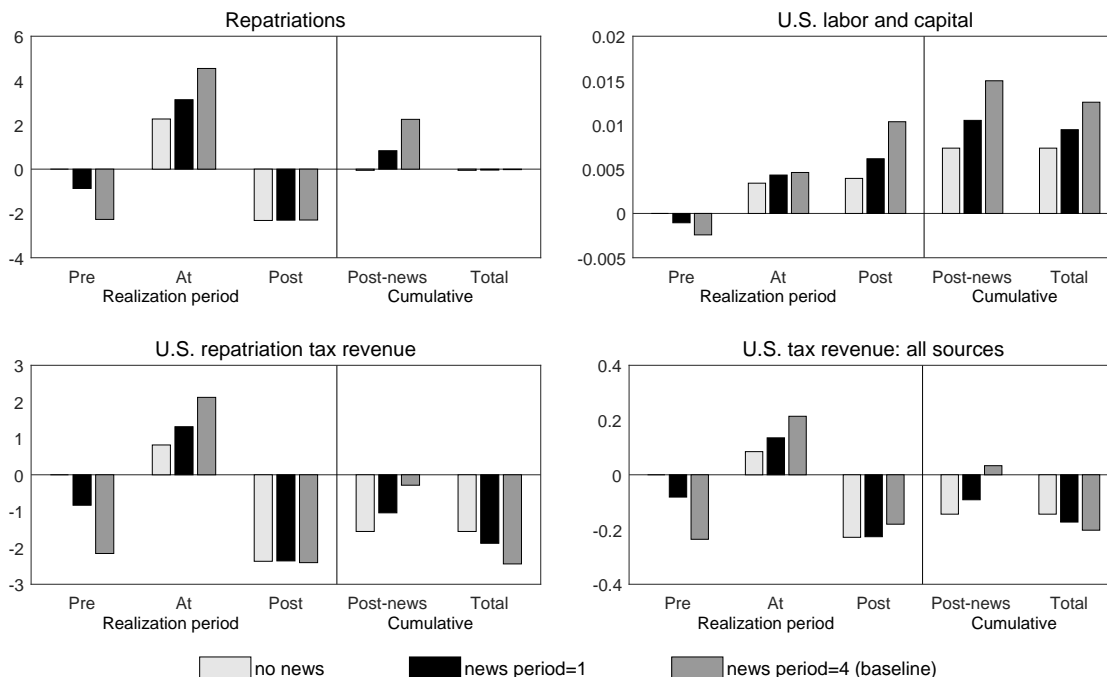 Repatriations
6
4
2
0
-2
-4
Pre At Post Post-news Total
Realization period Cumulative
U.S. labor and capital
0.02
0.015
0.01
0.005
0
-0.005
Pre At Post Post-news Total
Realization period Cumulative
U.S. repatriation tax revenue
3
2
1
0
-1
-2
-3
Pre At Post Post-news Total
Realization period Cumulative
U.S. tax revenue: all sources
0.4
0.2
0
-0.2
-0.4
Pre At Post Post-news Total
Realization period Cumulative
no news news period=1 news period=4 (baseline)